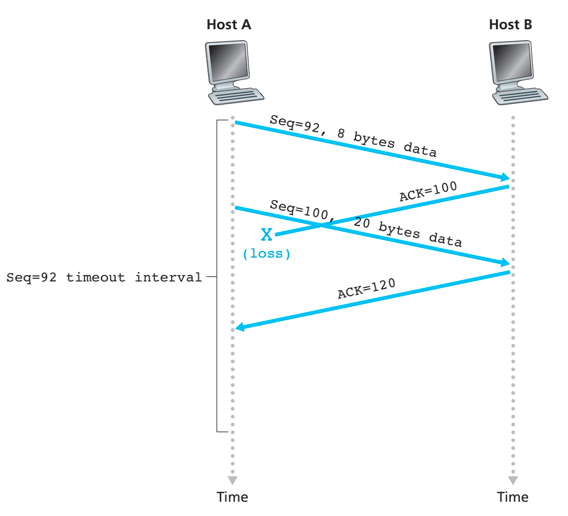 Host A
Host B
Seq=92, 8 bytes data
ACK=100
Seq=100, 20 bytes data
X
(loss)
Seq=92 timeout interval
ACK=120
Time
Time